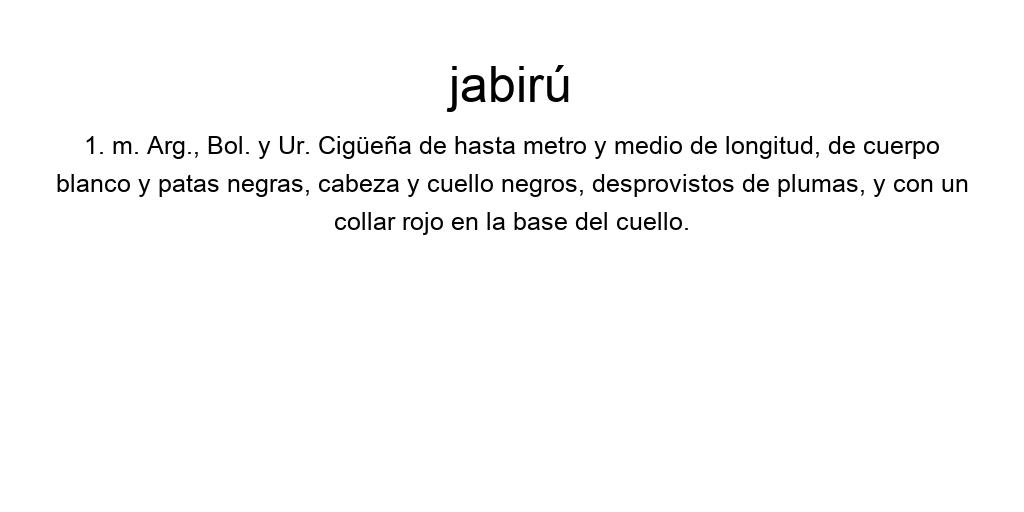 jabirú
1. m. Arg., Bol. y Ur. Cigüeña de hasta metro y medio de longitud, de cuerpo
blanco y patas negras, cabeza y cuello negros, desprovistos de plumas, y con un
collar rojo en la base del cuello.